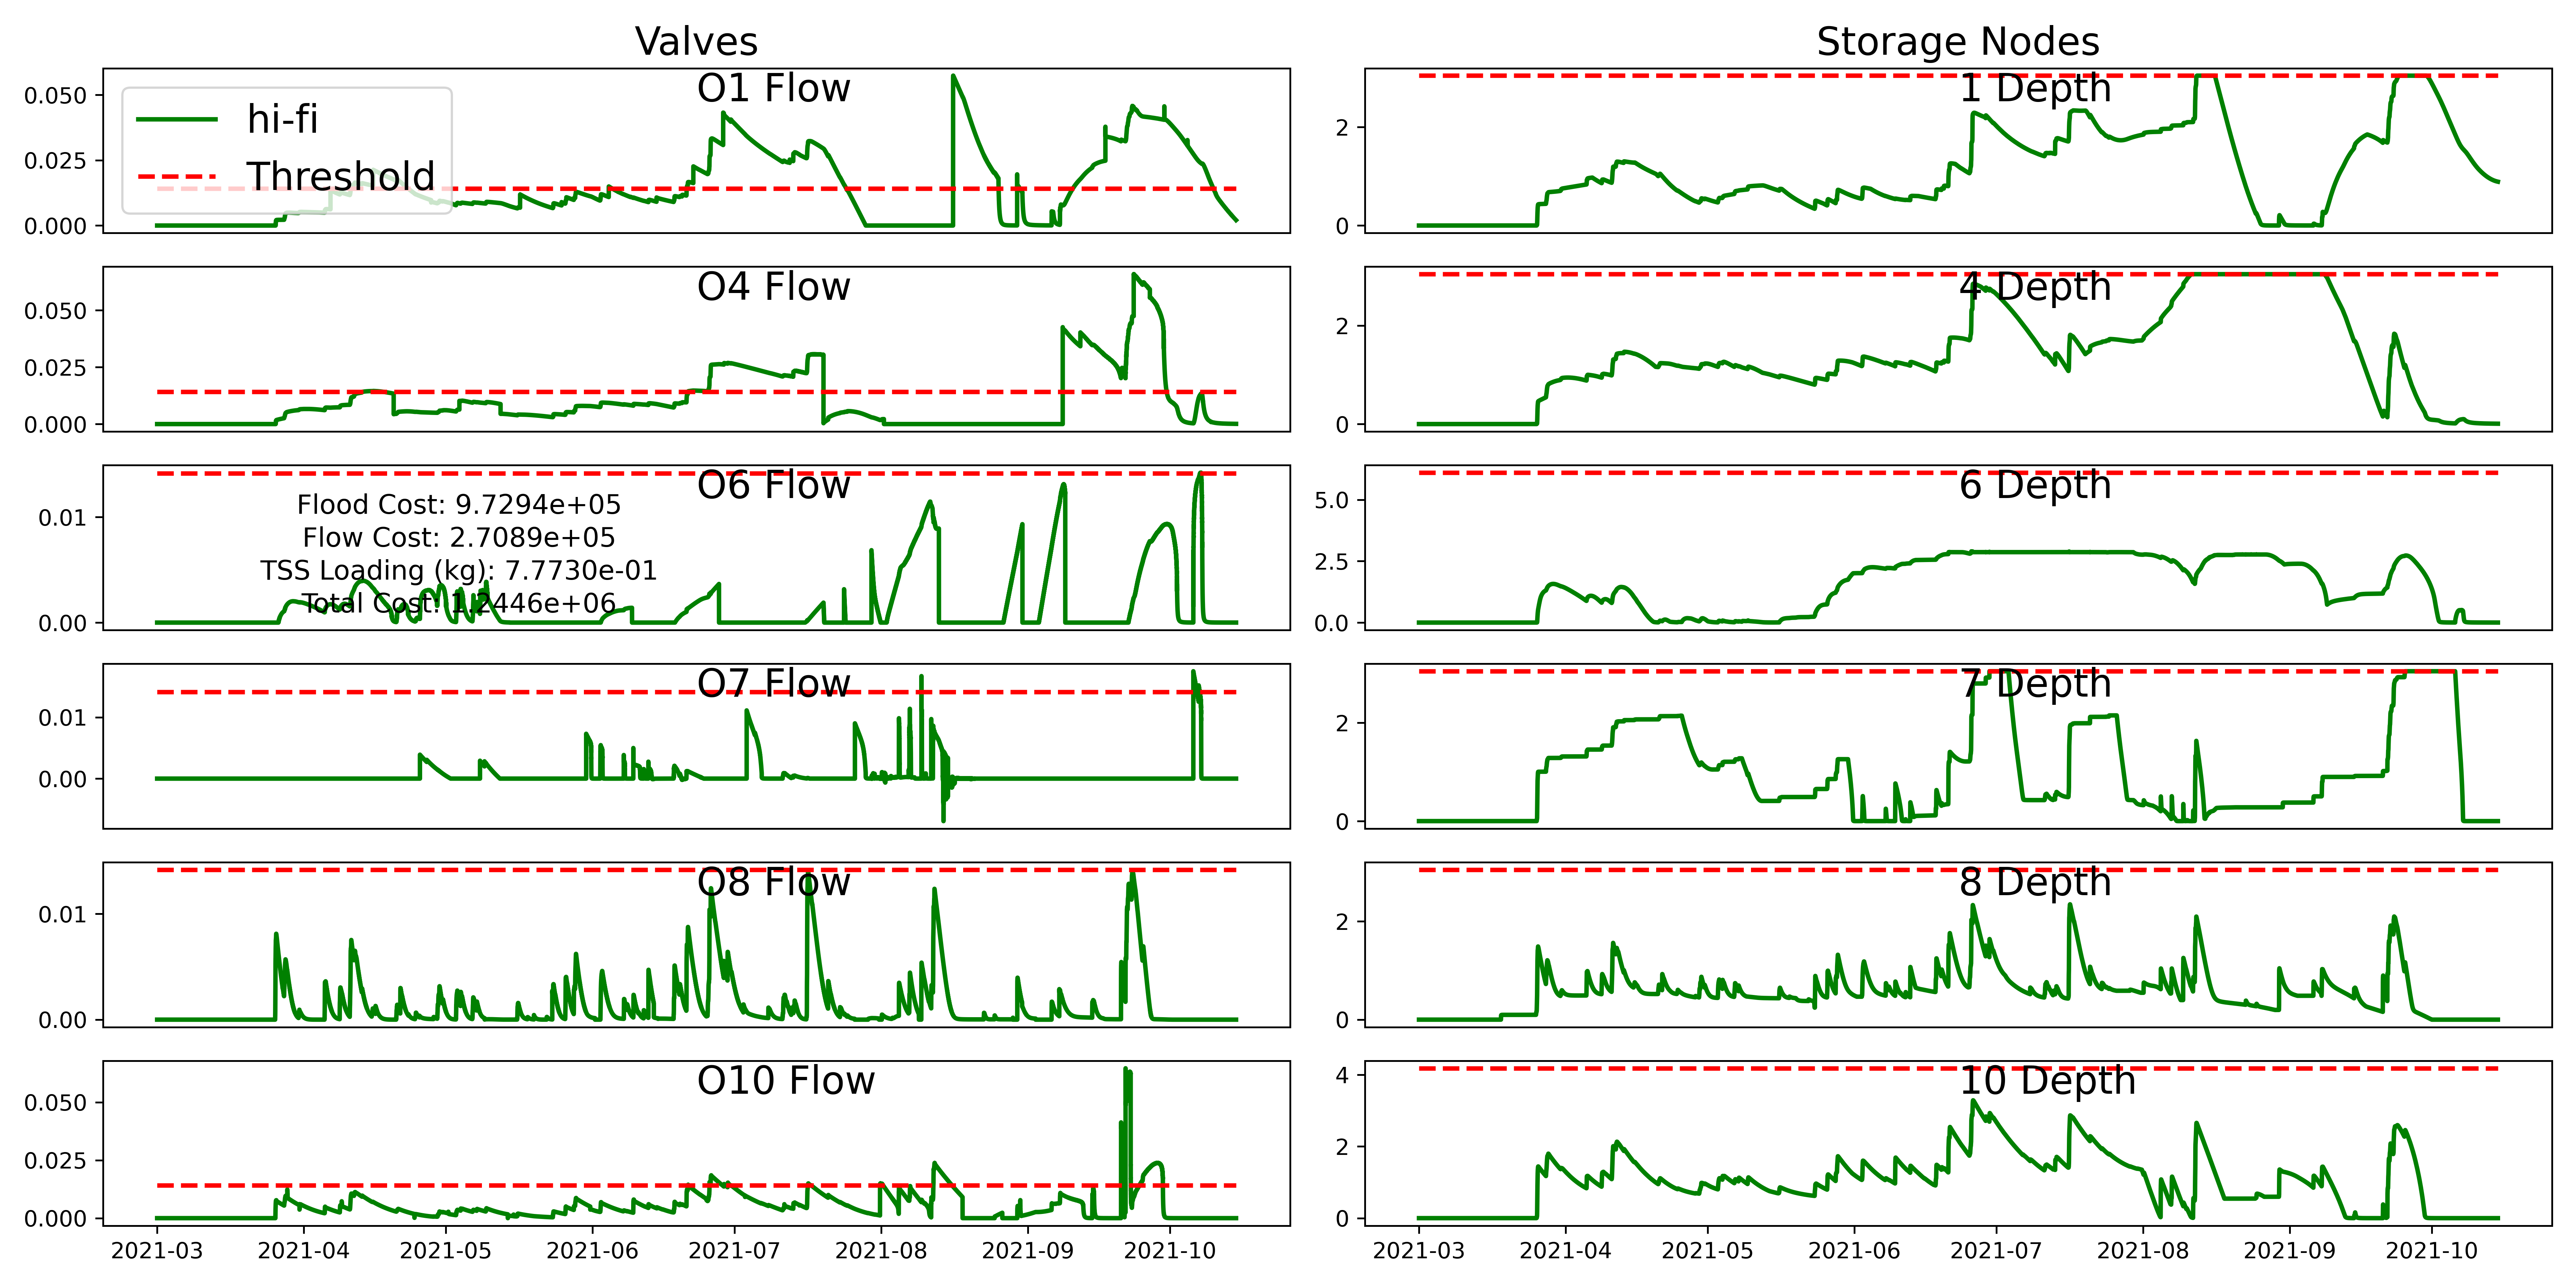 Valves
O1 Flow
0.050
0.025
0.000
hi-fi
Threshold
O4 Flow
0.050
0.025
0.000
O6 Flow
0.01
0.00
Flood Cost: 9.7294e+05
Flow Cost: 2.7089e+05
TSS Loading (kg): 7.7730e-01
Total Cost: 1.2446e+06
O7 Flow
0.01
0.00
O8 Flow
0.01
0.00
O10 Flow
0.050
0.025
0.000
2021-03 2021-04 2021-05 2021-06 2021-07 2021-08 2021-09 2021-10
Storage Nodes
1 Depth
2
0
4 Depth
2
0
6 Depth
5.0
2.5
0.0
7 Depth
2
0
8 Depth
2
0
10 Depth
4
2
0
2021-03 2021-04 2021-05 2021-06 2021-07 2021-08 2021-09 2021-10